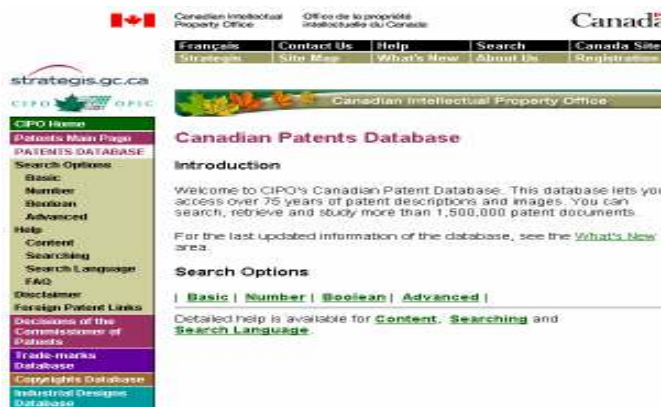 Canadian Intellectual Property Office
Office de la propriété intellectuelle du Canada
Canada
Français Contact Us Help Search Canada Site
Strategis Site Map What's New About Us Registration
strategis.gc.ca
CIPO OPIC
Canadian Intellectual Property Office
CIPO Home
Patents Main Page
PATENTS DATABASE
Search Options
Basic
Number
Boolean
Advanced
Help
Content
Searching
Search Language
FAQ
Disclaimer
Foreign Patent Links
Decisions of the
Commissioner of
Patents
Trade-marks
Database
Copyrights Database
Industrial Designs
Database
Canadian Patents Database
Introduction
Welcome to CIPO's Canadian Patent Database. This database lets you
access over 75 years of patent descriptions and images. You can
search, retrieve and study more than 1,500,000 patent documents.
For the last updated information of the database, see the What's New
area.
Search Options
| Basic | Number | Boolean | Advanced |
Detailed help is available for Content, Searching and
Search Language.